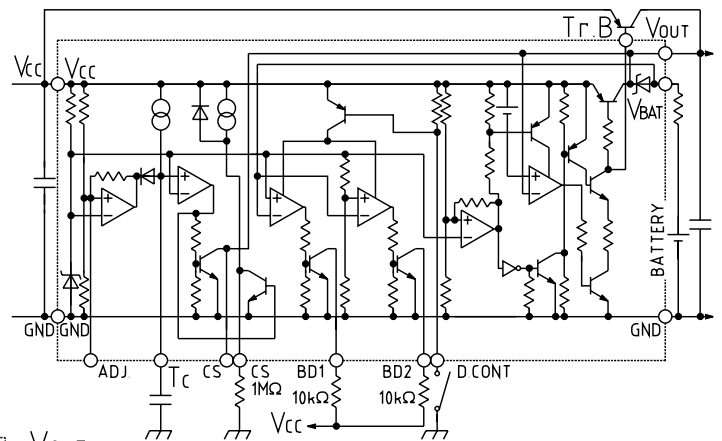 Tr.B
VOUT
VCC
VCC
VBAT
BATTERY
GND GND
GND
ADJ.
TC
CS
CS
1MΩ
BD1
10kΩ
BD2
10kΩ
D.CONT
VCC